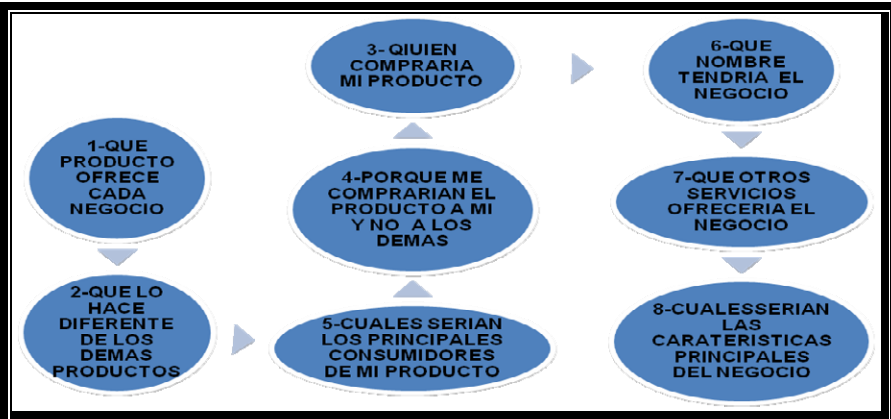 1-QUE
PRODUCTO
OFRECE
CADA
NEGOCIO
2-QUE LO
HACE
DIFERENTE
DE LOS
DEMAS
PRODUCTOS
3- QIUIEN
COMPRARIA
MI PRODUCTO
4-PORQUE ME
COMPRARIAN EL
PRODUCTO A MI
Y NO A LOS
DEMAS
5-CUALES SERIAN
LOS PRINCIPALES
CONSUMIDORES
DE MI PRODUCTO
6-QUE
NOMBRE
TENDRIA EL
NEGOCIO
7-QUE OTROS
SERVICIOS
OFRECERIA EL
NEGOCIO
8-CUALESSERIAN
LAS
CARATERISTICAS
PRINCIPALES
DEL NEGOCIO